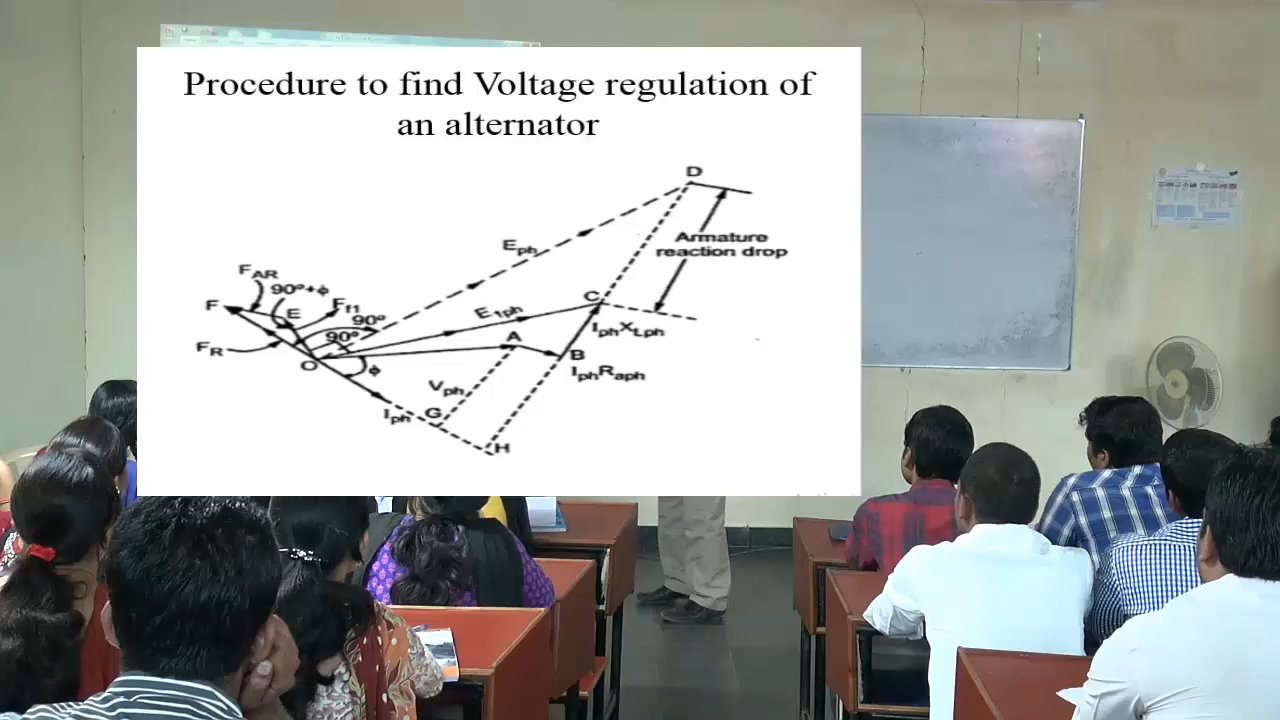 Procedure to find Voltage regulation of
an alternator
D
Armature
reaction drop
Eph
FAR
90°+ϕ
F
E
Ff1
90°
90°
E1ph
C
IphXLph
A
FR
O
ϕ
B
IphRaph
Vph
Iph
G
H